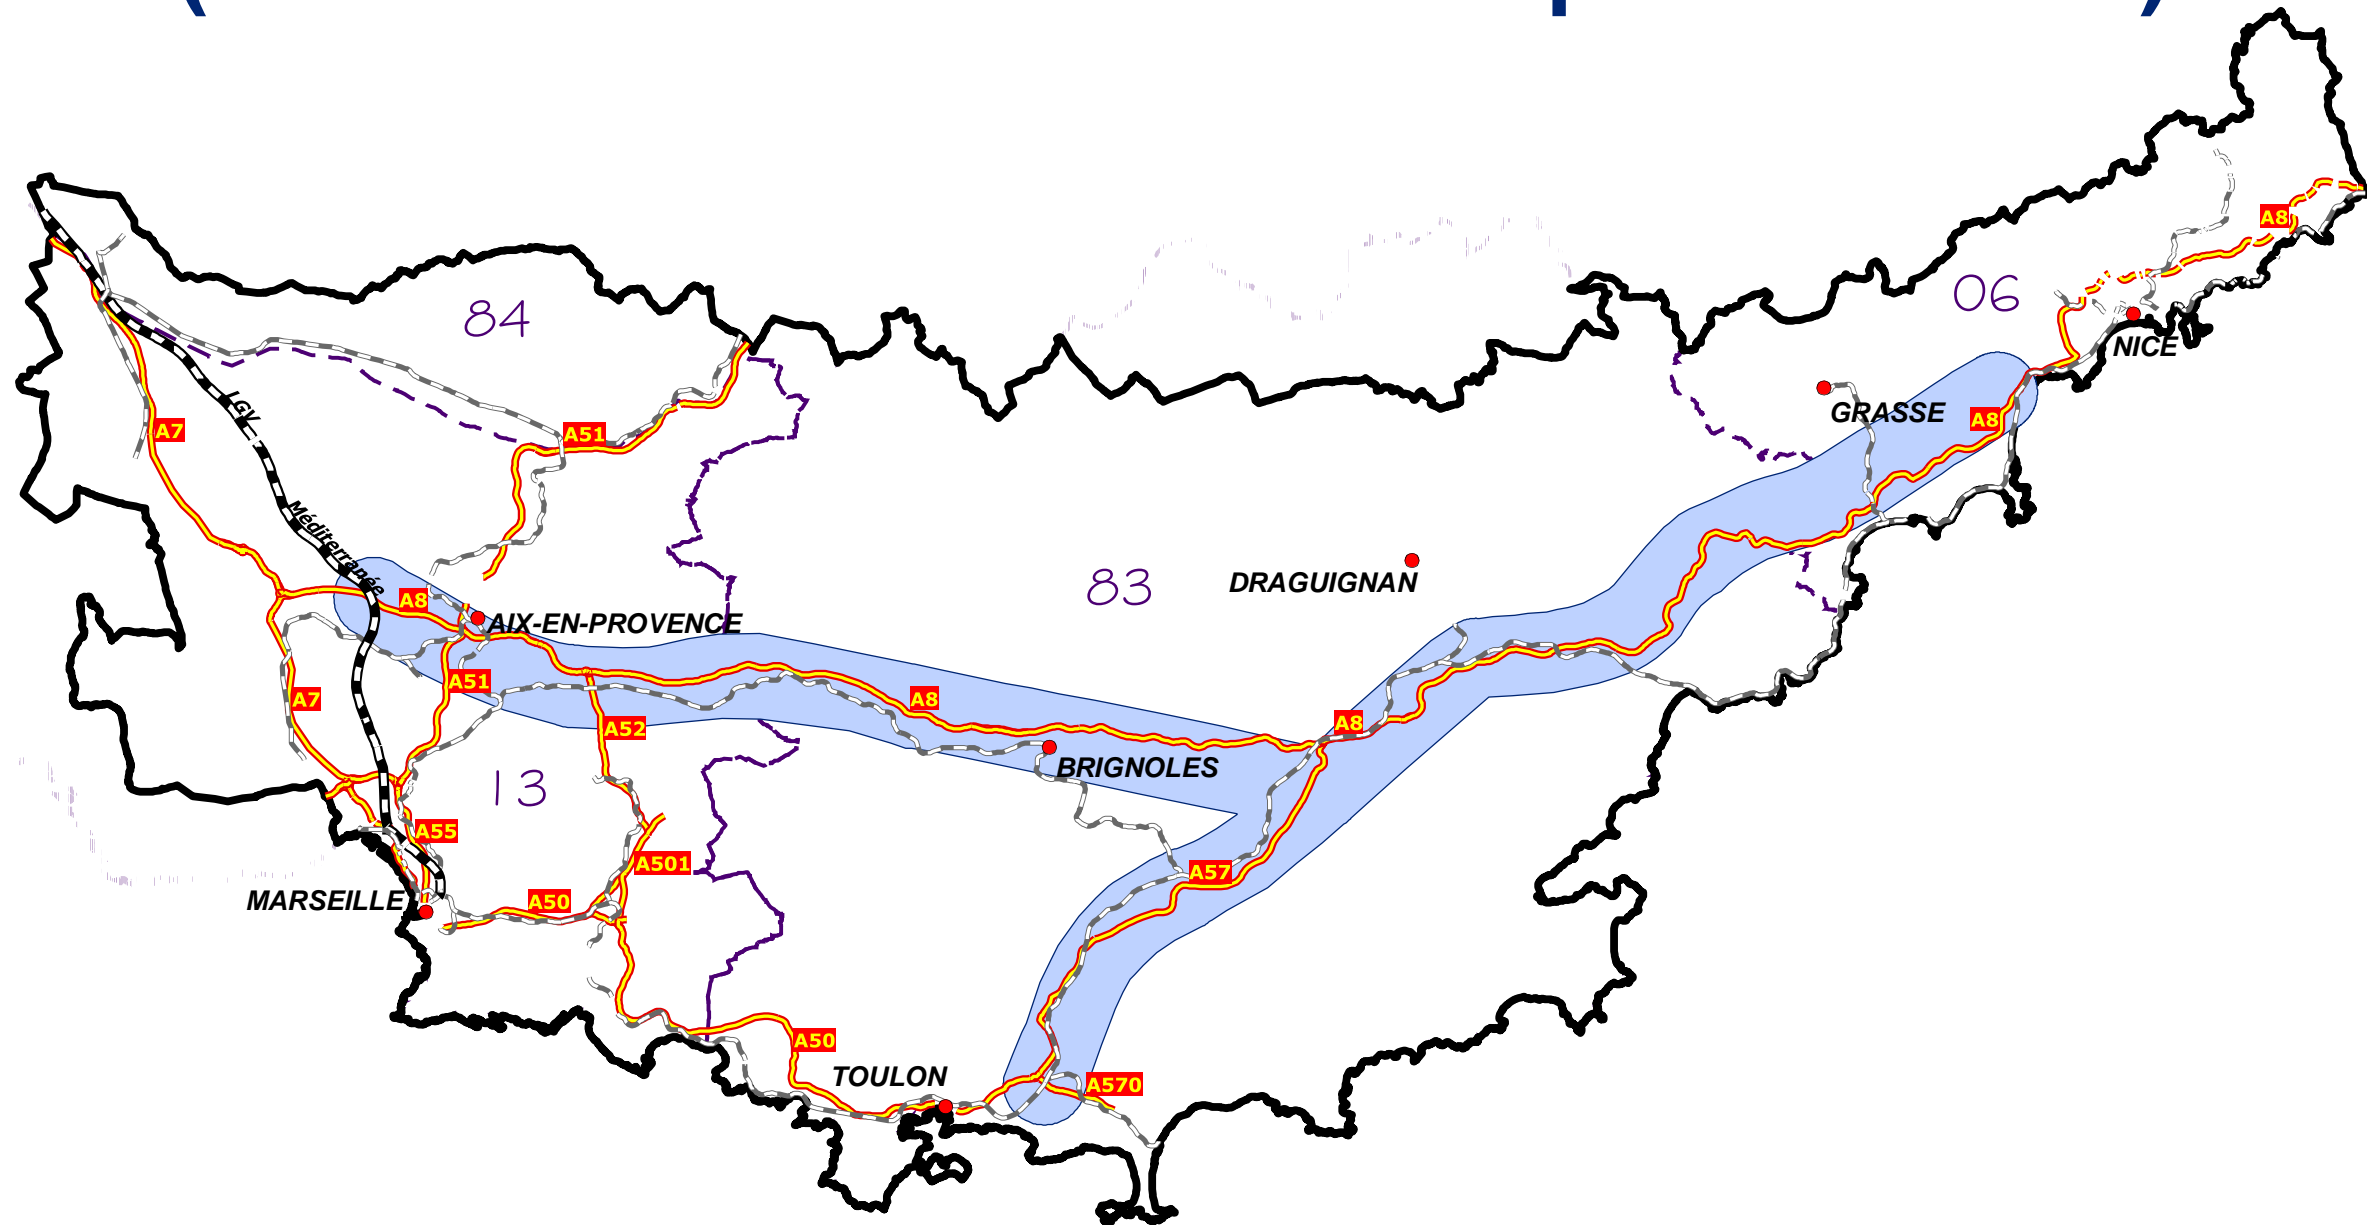 A8
06
84
NICE
LGV
GRASSE
A8
A7
A51
Méditerranée
83
DRAGUIGNAN
A8
AIX-EN-PROVENCE
A51
A7
A8
A52
A8
BRIGNOLES
13
A55
A501
A57
MARSEILLE
A50
A50
TOULON
A570